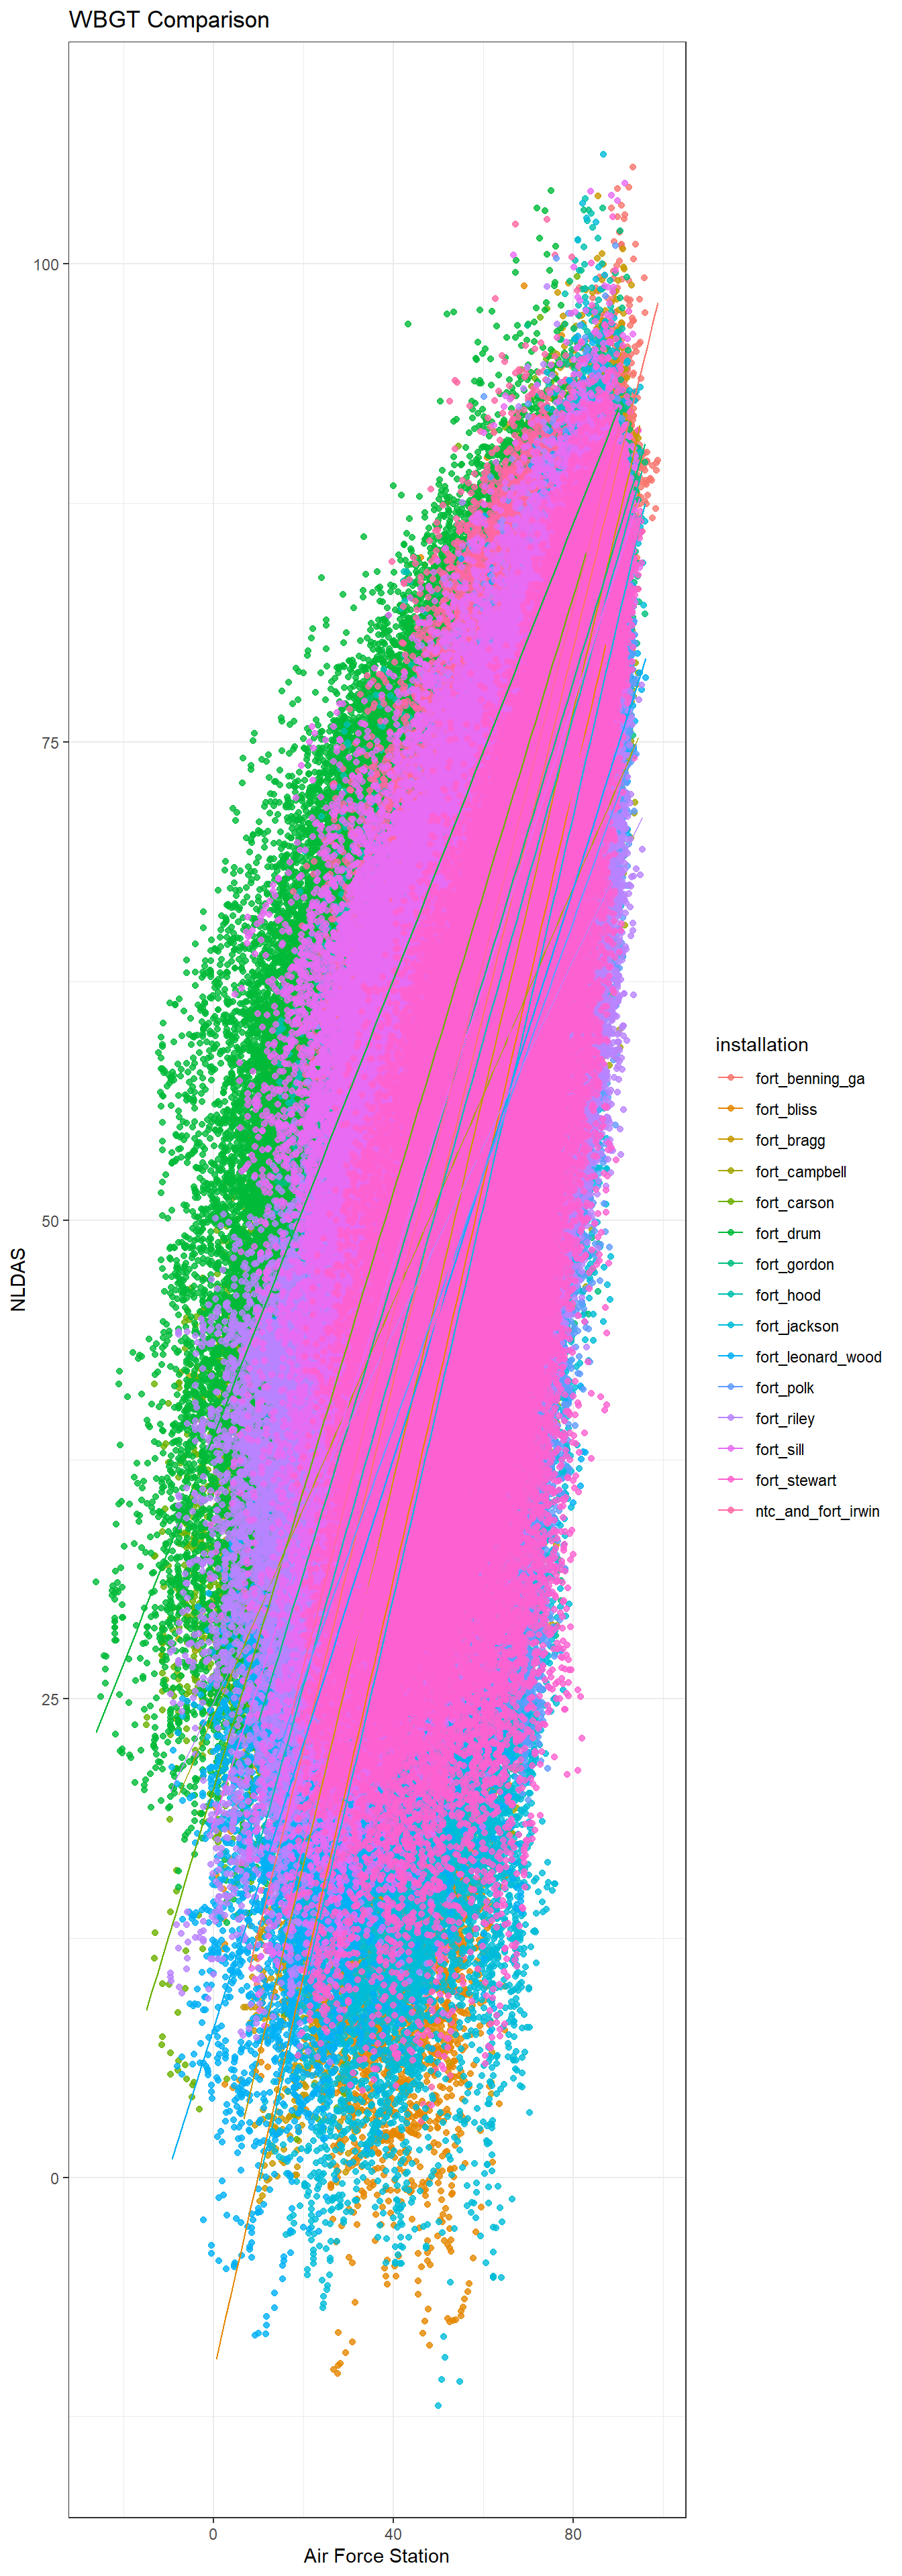 WBGT Comparison
100
75
50
25
0
NLDAS
0
40
80
Air Force Station
installation
fort_benning_ga
fort_bliss
fort_bragg
fort_campbell
fort_carson
fort_drum
fort_gordon
fort_hood
fort_jackson
fort_leonard_wood
fort_polk
fort_riley
fort_sill
fort_stewart
ntc_and_fort_irwin